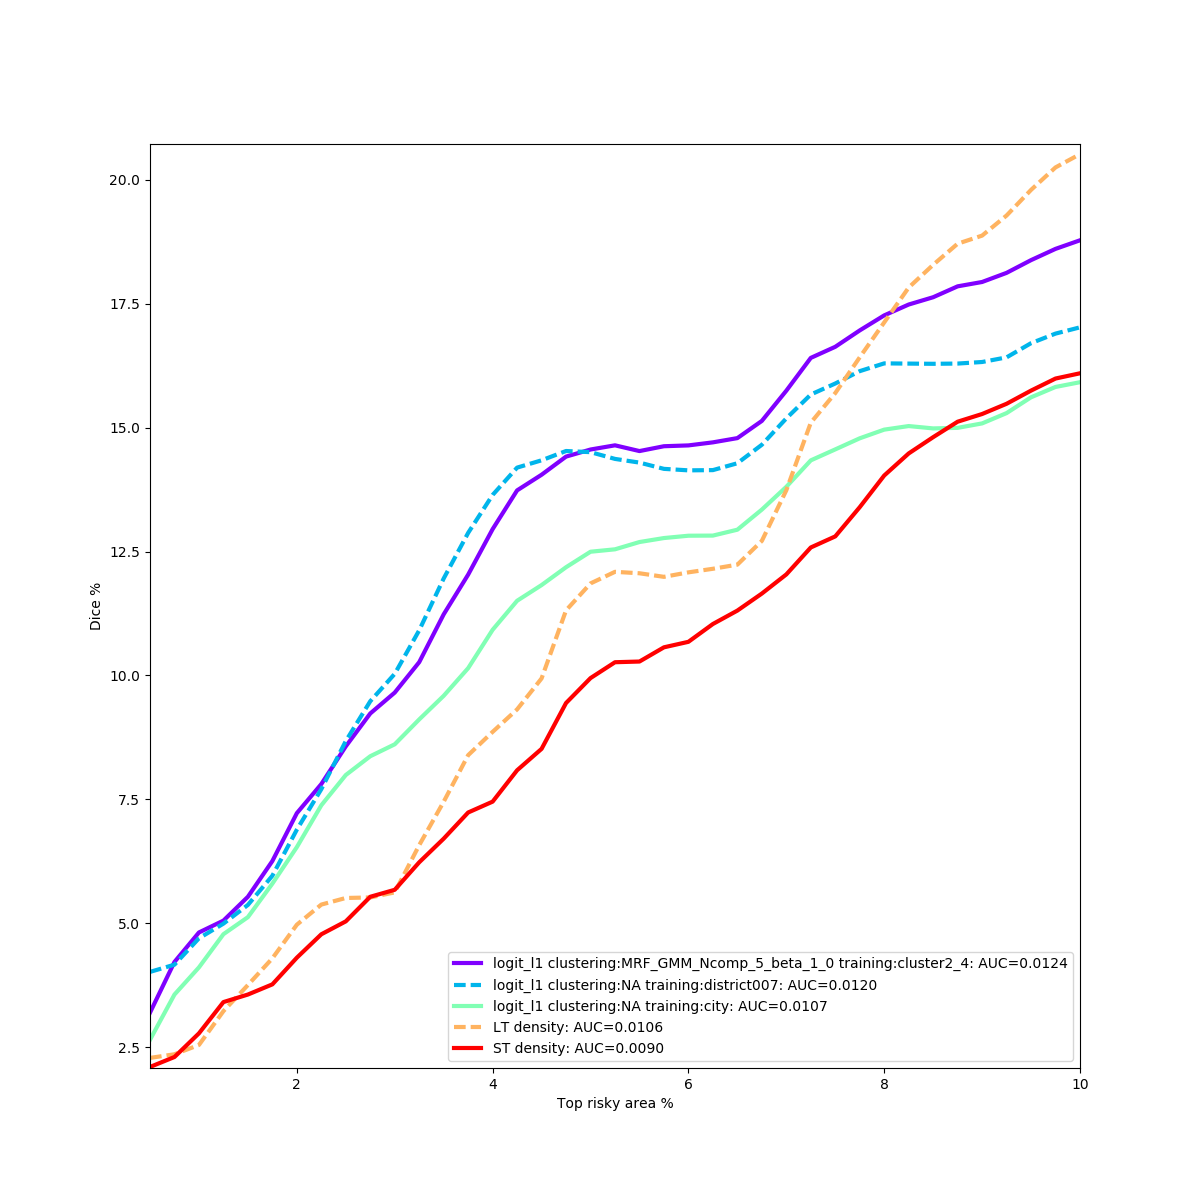 20.0
17.5
15.0
12.5
10.0
7.5
5.0
2.5
Dice %
logit_l1 clustering:MRF_GMM_Ncomp_5_beta_1_0 training:cluster2_4: AUC=0.0124
logit_l1 clustering:NA training:district007: AUC=0.0120
logit_l1 clustering:NA training:city: AUC=0.0107
LT density: AUC=0.0106
ST density: AUC=0.0090
2 4 6 8 10
Top risky area %